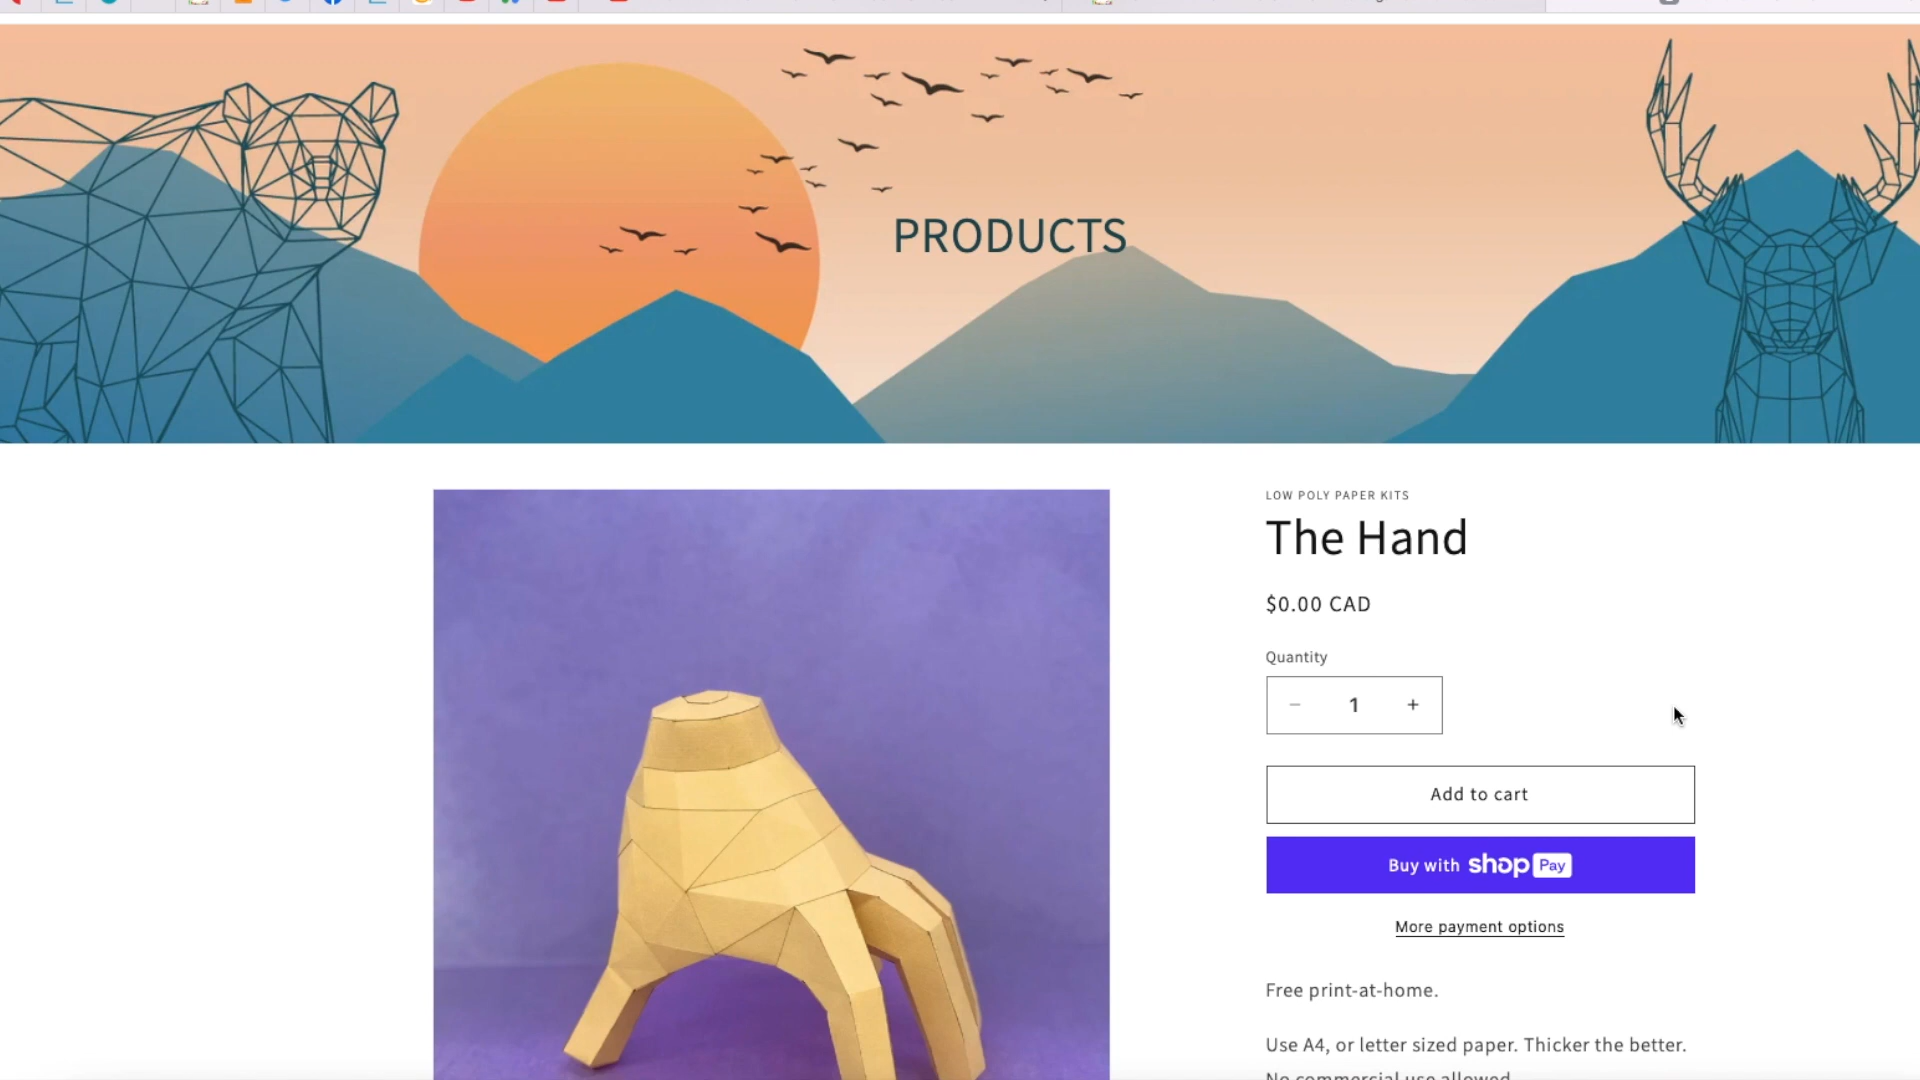 PRODUCTS
LOW POLY PAPER KITS
The Hand
$0.00 CAD
Quantity
− 1 +
Add to cart
Buy with shop Pay
More payment options
Free print-at-home.
Use A4, or letter sized paper. Thicker the better.
No commercial use allowed